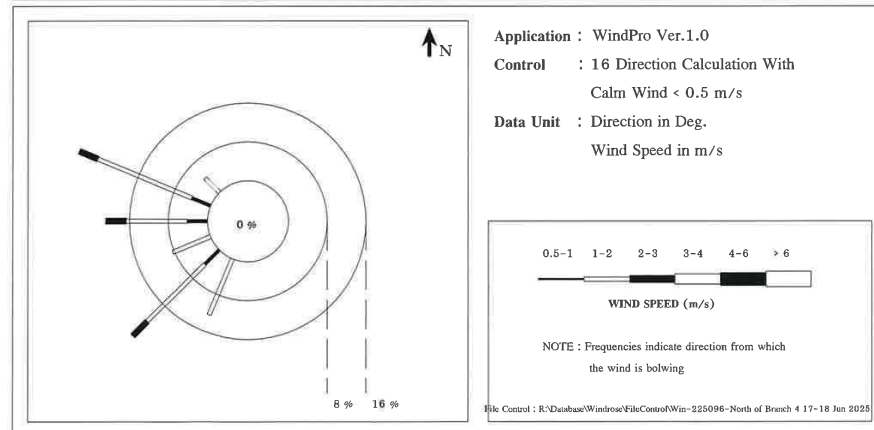 N
Application : WindPro Ver.1.0
Control : 16 Direction Calculation With
Calm Wind < 0.5 m/s
Data Unit : Direction in Deg.
Wind Speed in m/s
0 %
8 % 16 %
0.5-1 1-2 2-3 3-4 4-6 > 6
WIND SPEED (m/s)
NOTE : Frequencies indicate direction from which
the wind is bolwing
File Control : R:\Database\Windrose\FileControl\Win-225096-North of Branch 4 17-18 Jun 2025